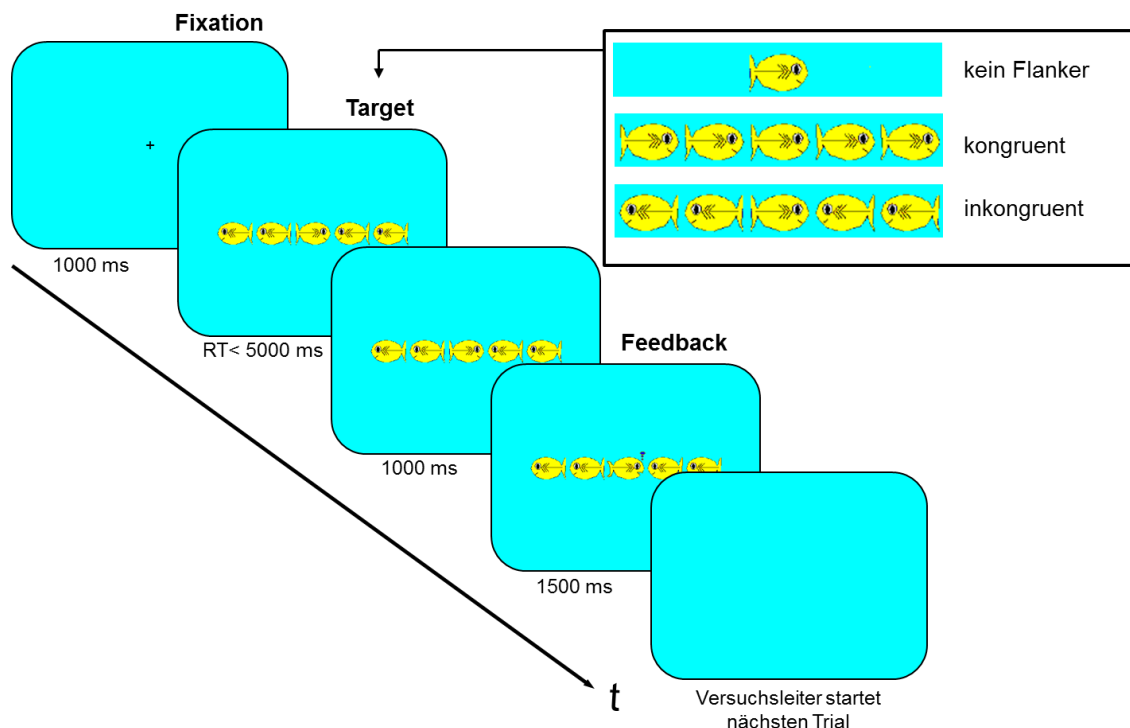 Fixation
kein Flanker
kongruent
inkongruent
Target
1000 ms
RT< 5000 ms
Feedback
1000 ms
1500 ms
t
Versuchsleiter startet
nächsten Trial